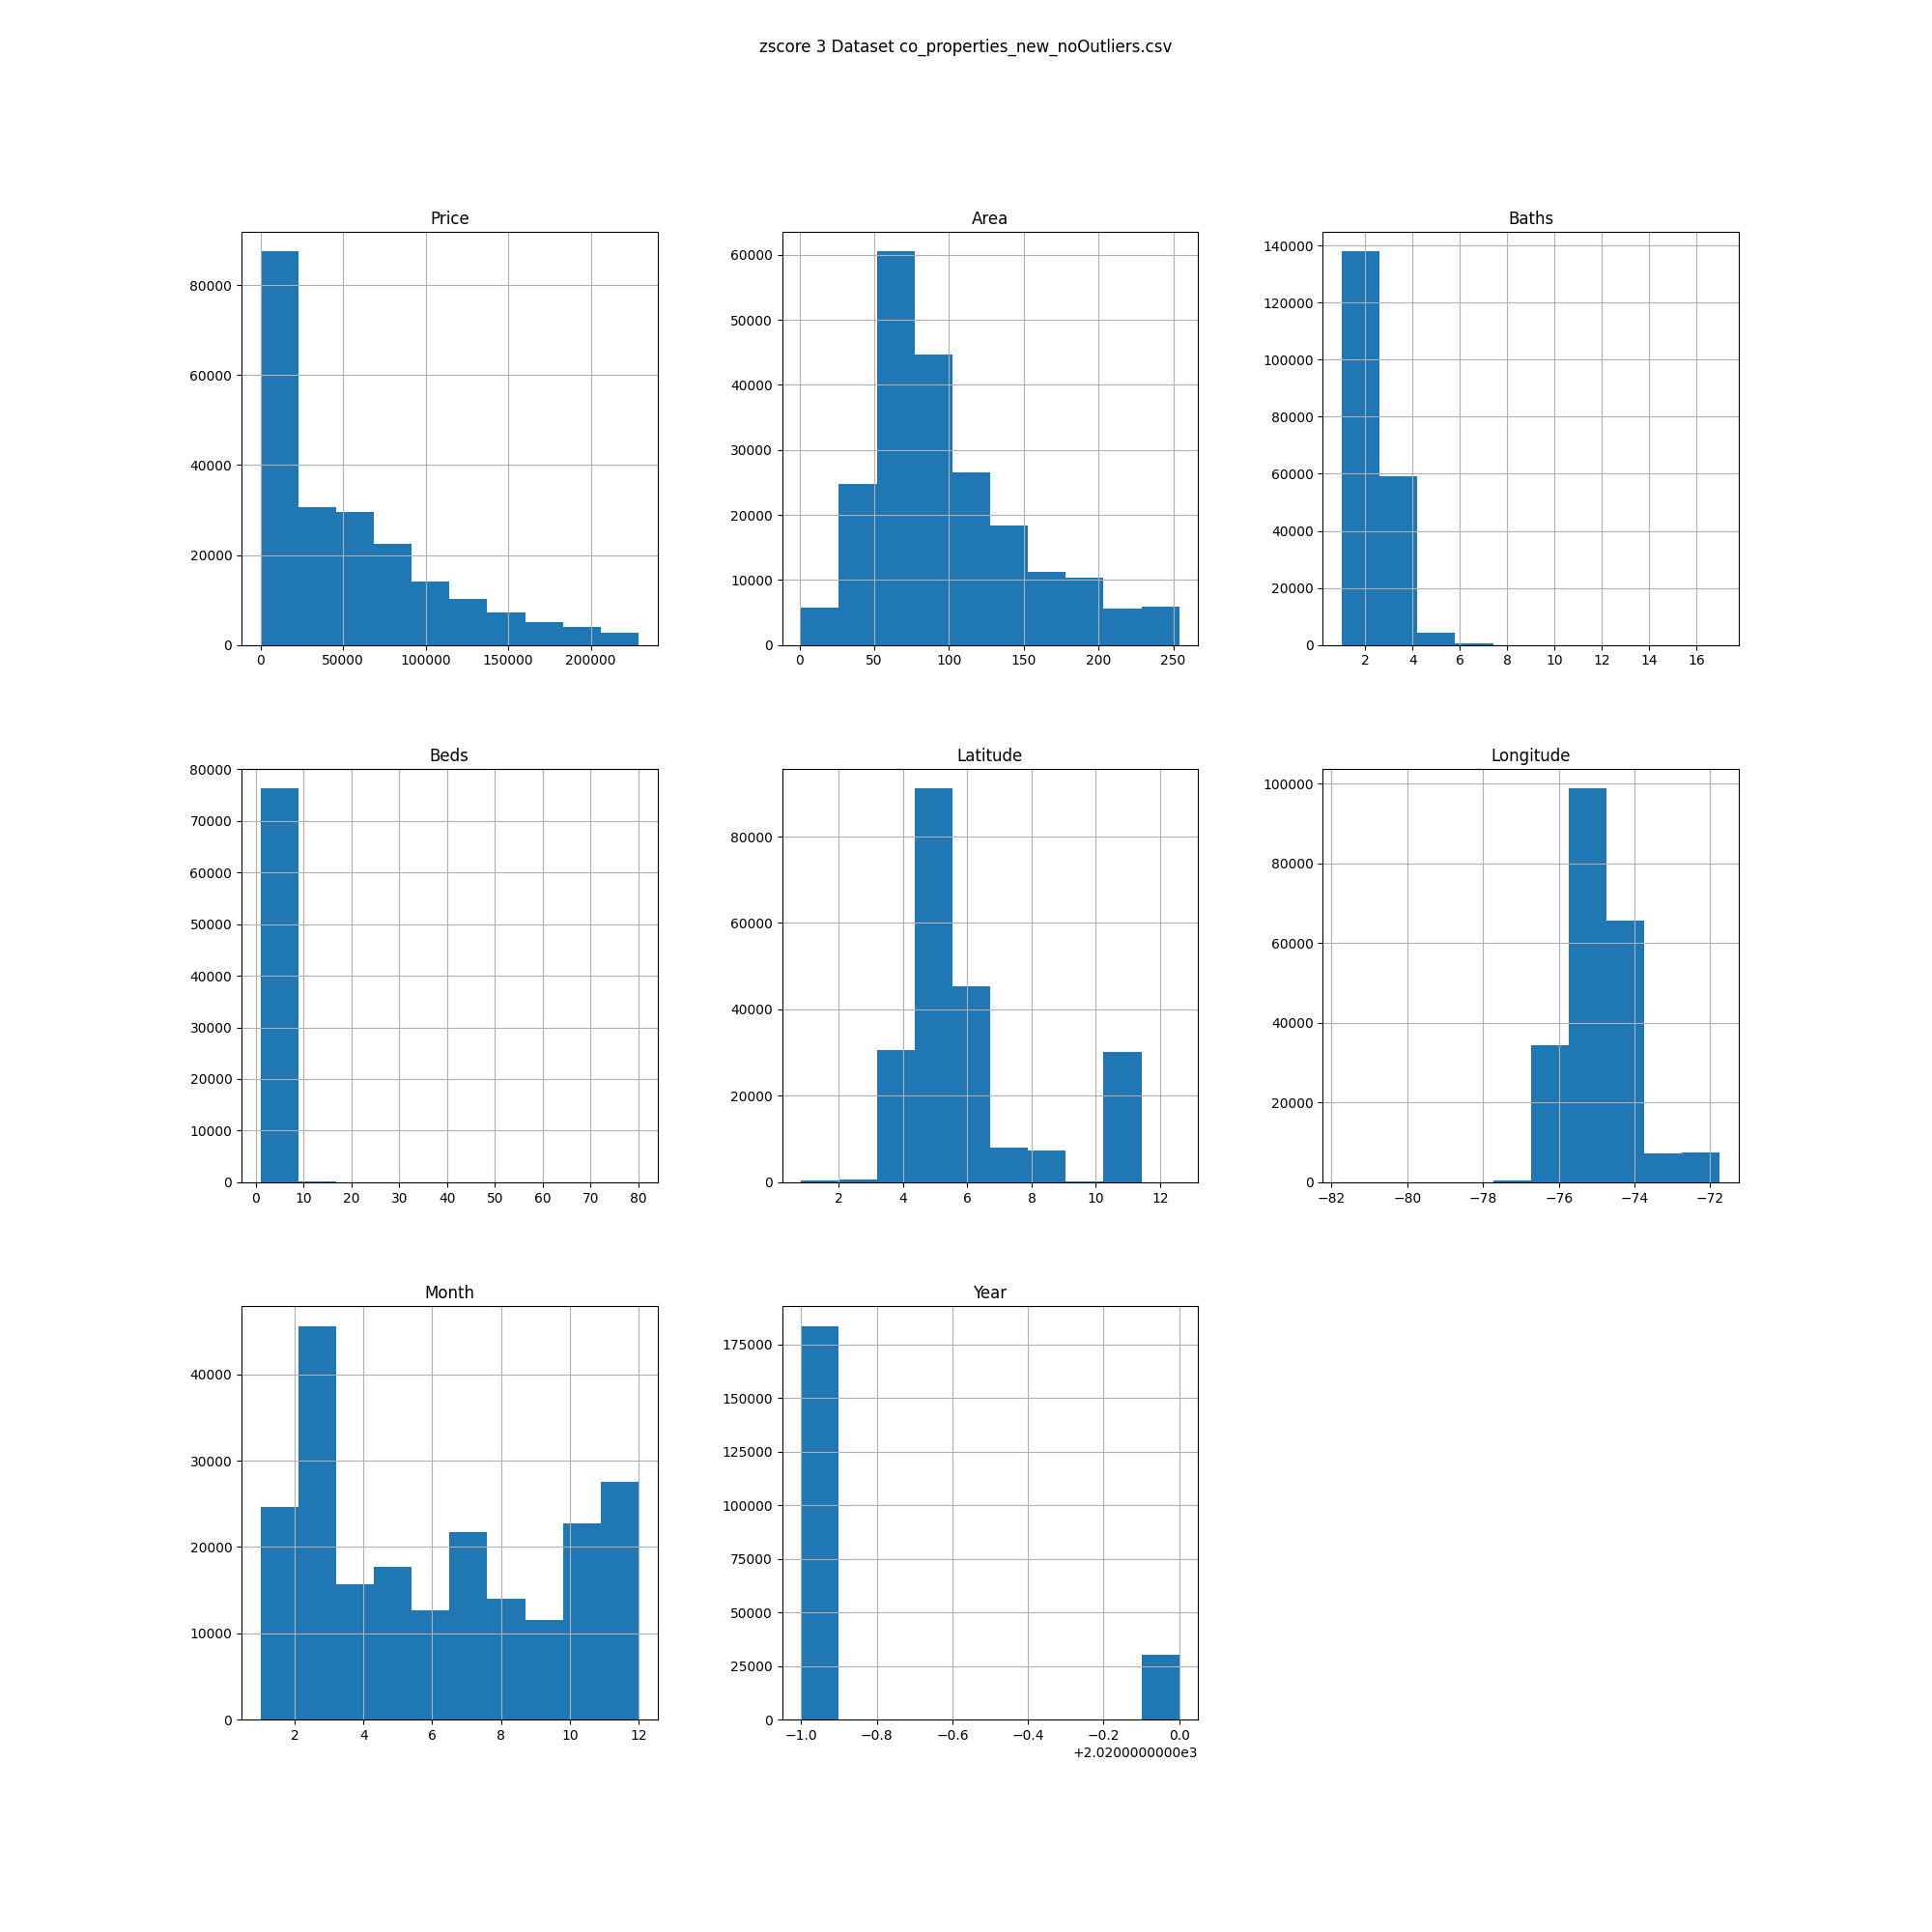 zscore 3 Dataset co_properties_new_noOutliers.csv
Price
80000
60000
40000
20000
0
0 50000 100000 150000 200000
Area
60000
50000
40000
30000
20000
10000
0
0 50 100 150 200 250
Baths
140000
120000
100000
80000
60000
40000
20000
0
2 4 6 8 10 12 14 16
Beds
80000
70000
60000
50000
40000
30000
20000
10000
0
0 10 20 30 40 50 60 70 80
Latitude
80000
60000
40000
20000
0
2 4 6 8 10 12
Longitude
100000
80000
60000
40000
20000
0
−82 −80 −78 −76 −74 −72
Month
40000
30000
20000
10000
0
2 4 6 8 10 12
Year
175000
150000
125000
100000
75000
50000
25000
0
−1.0 −0.8 −0.6 −0.4 −0.2 0.0
+2.0200000000e3